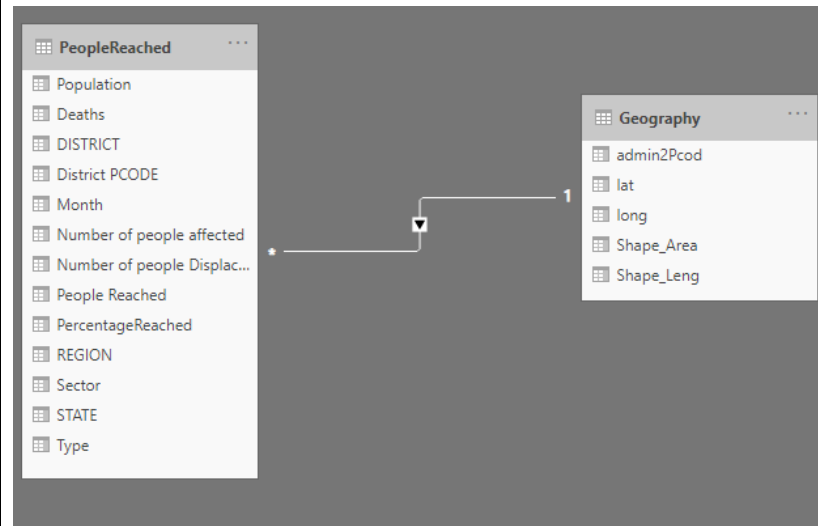 PeopleReached
Population
Deaths
DISTRICT
District PCODE
Month
Number of people affected
Number of people Displac...
People Reached
PercentageReached
REGION
Sector
STATE
Type
*
1
Geography
admin2Pcod
lat
long
Shape_Area
Shape_Leng